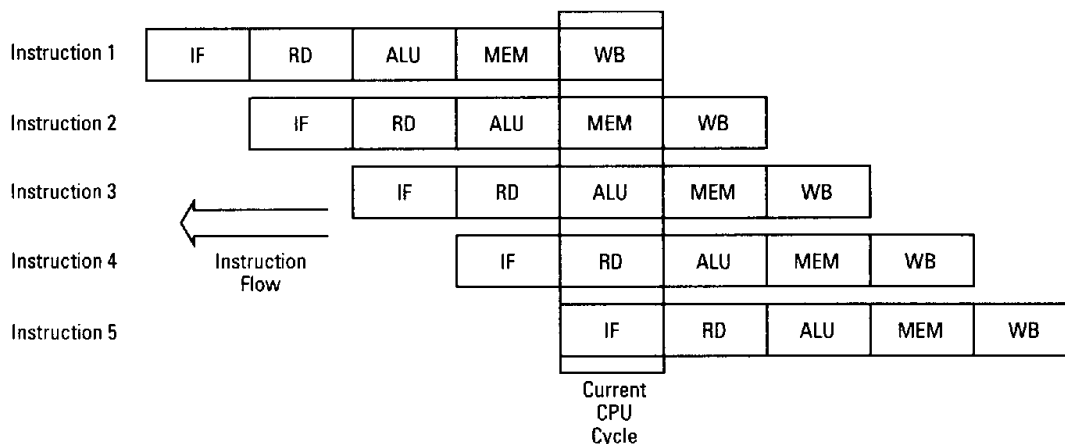 Instruction 1 IF RD ALU MEM WB
Instruction 2 IF RD ALU MEM WB
Instruction 3 IF RD ALU MEM WB
Instruction 4 IF RD ALU MEM WB
Instruction
Flow
Instruction 5 IF RD ALU MEM WB
Current
CPU
Cycle